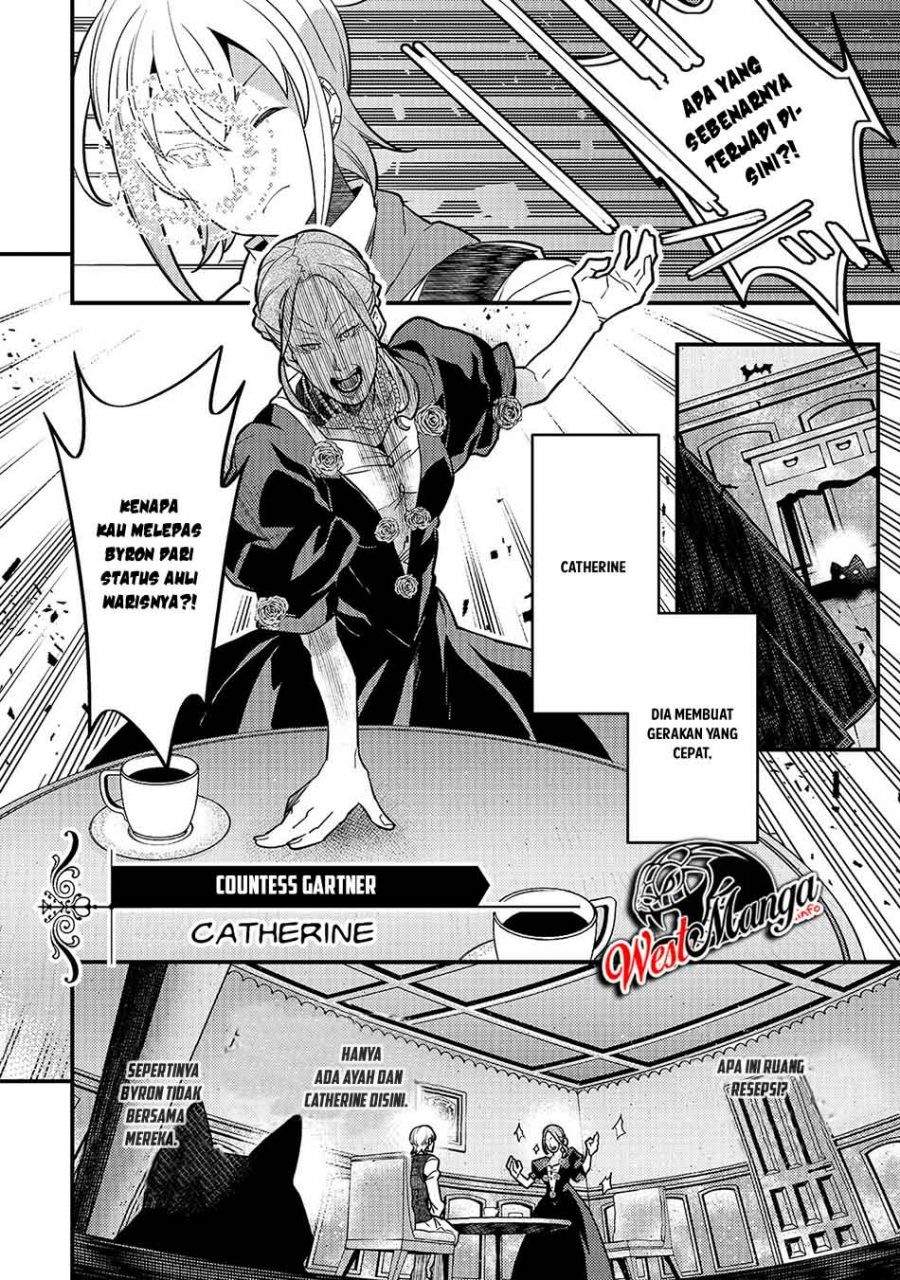 APA YANG
SEBENARNYA
TERJADI DI-
SINI?!
KENAPA
KAU MELEPAS
BYRON DARI
STATUS AHLI
WARISNYA?!
CATHERINE
DIA MEMBUAT
GERAKAN YANG
CEPAT.
COUNTESS GARTNER
CATHERINE
WestManga
.info
APA INI RUANG
RESEPSI?
HANYA
ADA AYAH DAN
CATHERINE DISINI.
SEPERTINYA
BYRON TIDAK
BERSAMA
MEREKA.